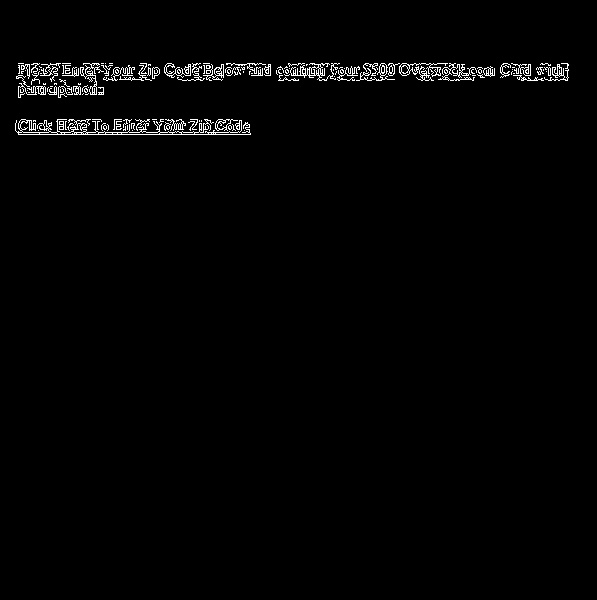 Please Enter Your Zip Code Below and confirm your $500 Overstock.com Card with
participation.
Click Here To Enter Your Zip Code